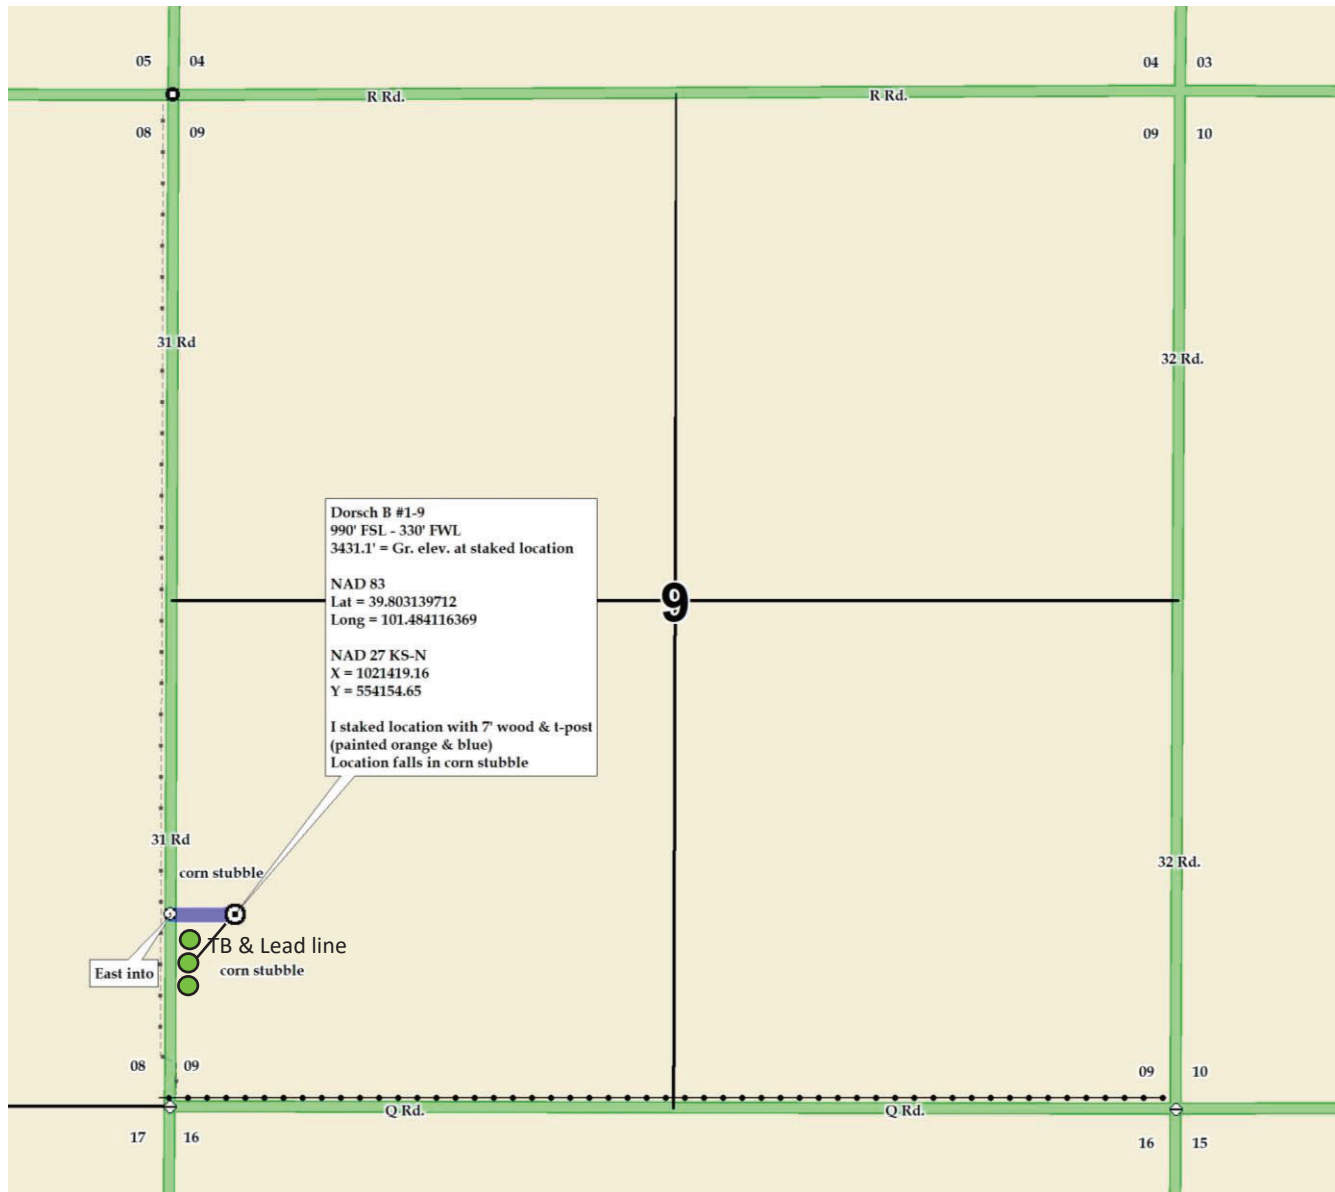 05 04
04 03
R Rd.
R Rd.
08 09
09 10
31 Rd
32 Rd.
Dorsch B #1-9
990' FSL - 330' FWL
3431.1' = Gr. elev. at staked location
NAD 83
Lat = 39.803139712
Long = 101.484116369
NAD 27 KS-N
X = 1021419.16
Y = 554154.65
I staked location with 7' wood & t-post
(painted orange & blue)
Location falls in corn stubble
9
31 Rd
32 Rd.
corn stubble
TB & Lead line
East into
corn stubble
08 09
09 10
Q Rd.
Q Rd.
17 16
16 15